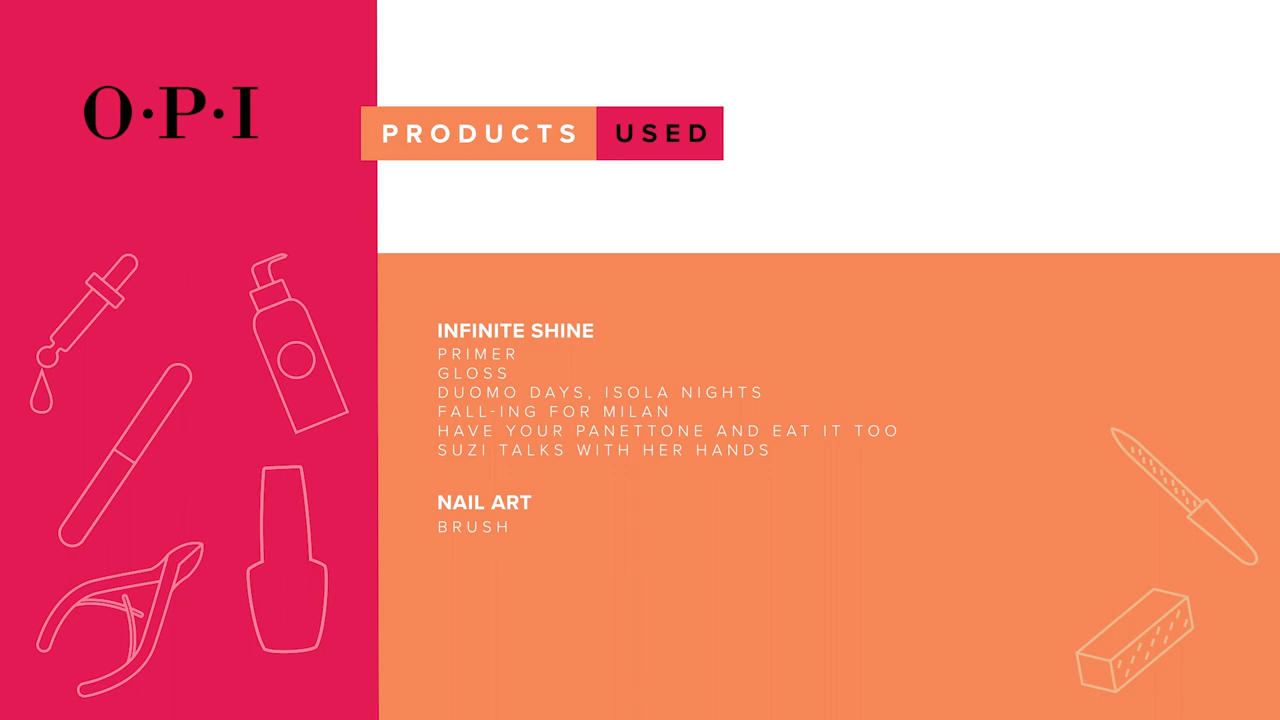 O·P·I
PRODUCTS USED
INFINITE SHINE
PRIMER
GLOSS
DUOMO DAYS, ISOLA NIGHTS
FALL-ING FOR MILAN
HAVE YOUR PANETTONE AND EAT IT TOO
SUZI TALKS WITH HER HANDS
NAIL ART
BRUSH